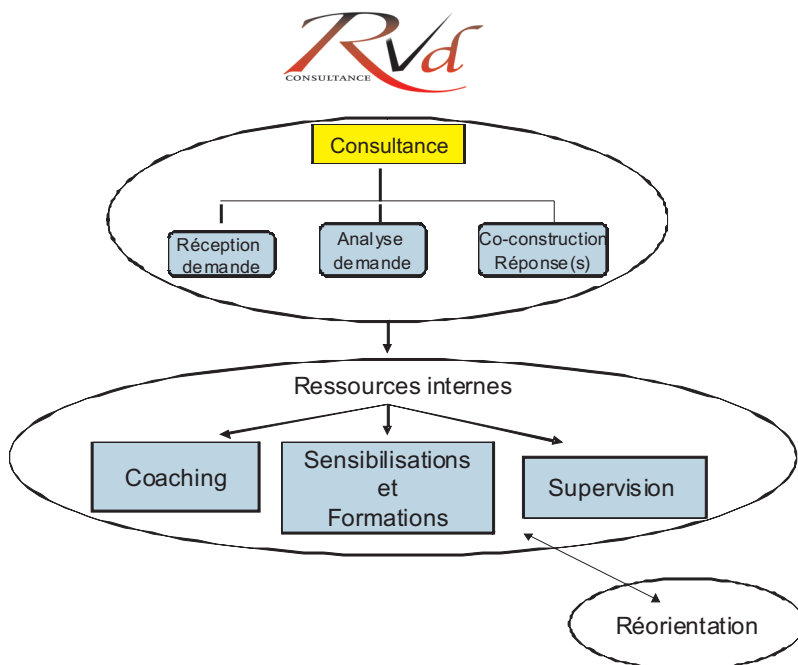 RVd
CONSULTANCE
Consultance
Réception
demande
Analyse
demande
Co-construction
Réponse(s)
Ressources internes
Coaching
Sensibilisations
et
Formations
Supervision
Réorientation